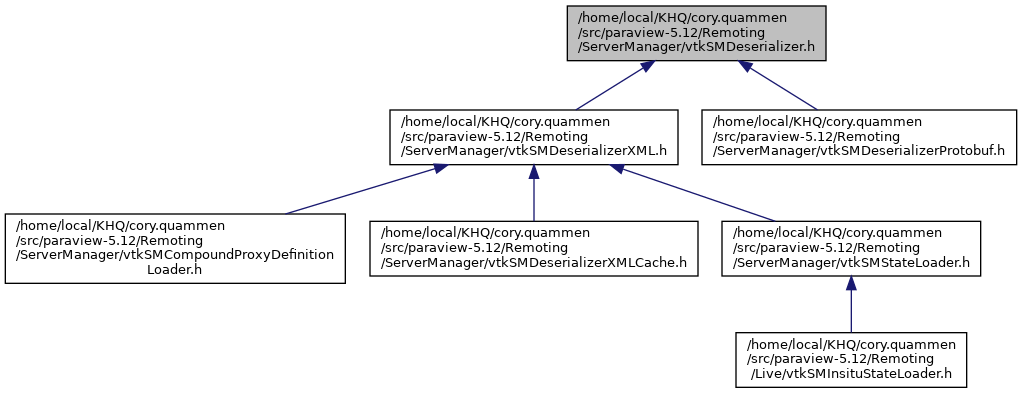 /home/local/KHQ/cory.quammen
/src/paraview-5.12/Remoting
/ServerManager/vtkSMDeserializer.h
/home/local/KHQ/cory.quammen
/src/paraview-5.12/Remoting
/ServerManager/vtkSMDeserializerXML.h
/home/local/KHQ/cory.quammen
/src/paraview-5.12/Remoting
/ServerManager/vtkSMDeserializerProtobuf.h
/home/local/KHQ/cory.quammen
/src/paraview-5.12/Remoting
/ServerManager/vtkSMCompoundProxyDefinition
Loader.h
/home/local/KHQ/cory.quammen
/src/paraview-5.12/Remoting
/ServerManager/vtkSMDeserializerXMLCache.h
/home/local/KHQ/cory.quammen
/src/paraview-5.12/Remoting
/ServerManager/vtkSMStateLoader.h
/home/local/KHQ/cory.quammen
/src/paraview-5.12/Remoting
/Live/vtkSMInsituStateLoader.h